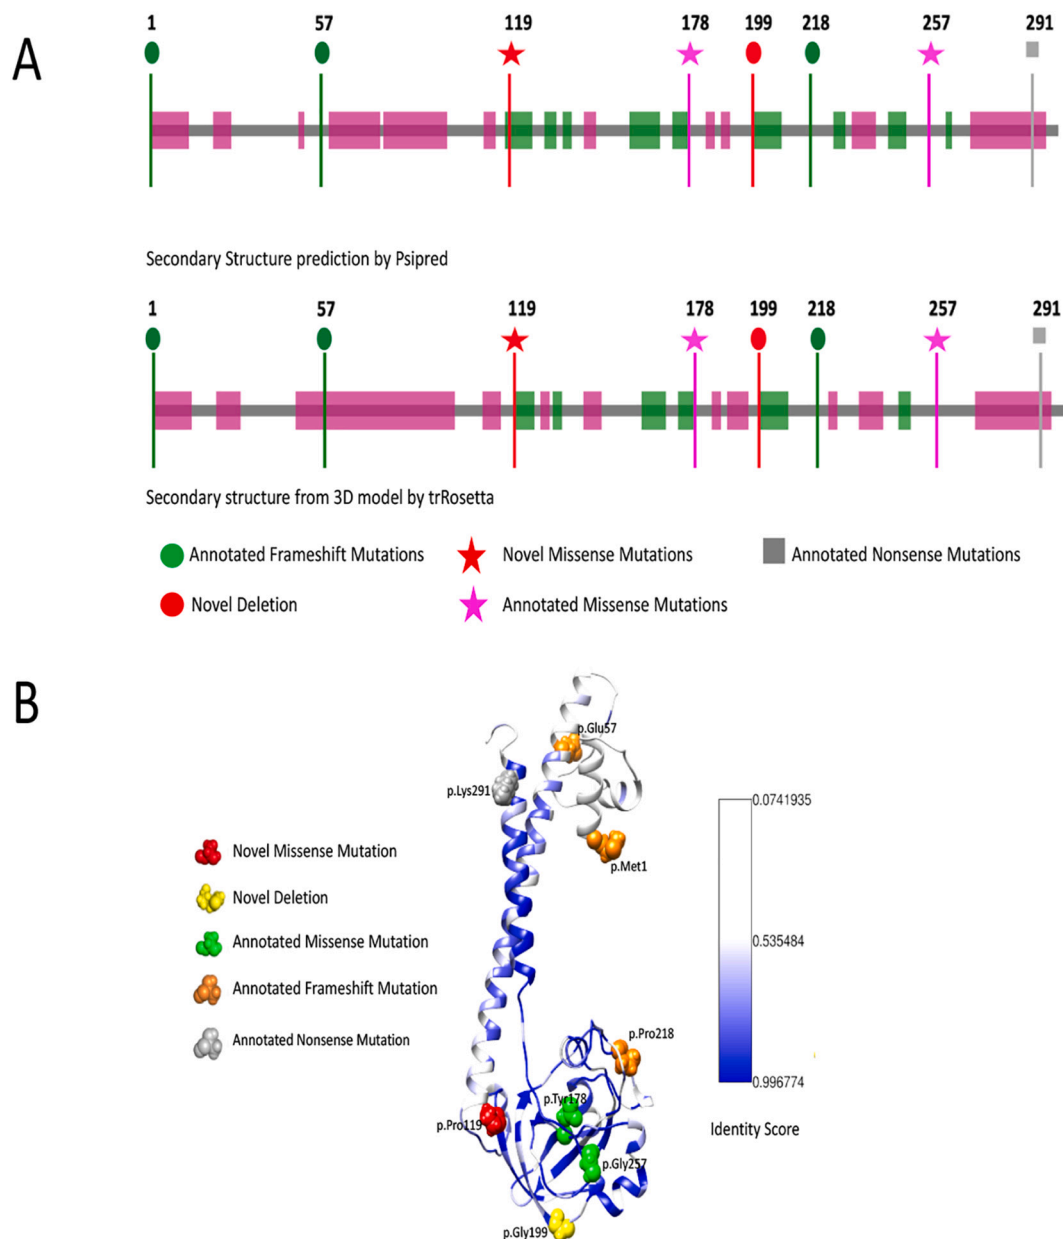 A
1 57 119 178 199 218 257 291
Secondary Structure prediction by Psipred
1 57 119 178 199 218 257 291
Secondary structure from 3D model by trRosetta
Annotated Frameshift Mutations Novel Missense Mutations Annotated Nonsense Mutations
Novel Deletion Annotated Missense Mutations
B
p.Glu57
p.Lys291
p.Met1
Novel Missense Mutation
Novel Deletion
Annotated Missense Mutation
Annotated Frameshift Mutation
Annotated Nonsense Mutation
p.Pro218
p.Tyr178
p.Pro119
p.Gly257
p.Gly199
0.0741935
0.535484
0.996774
Identity Score